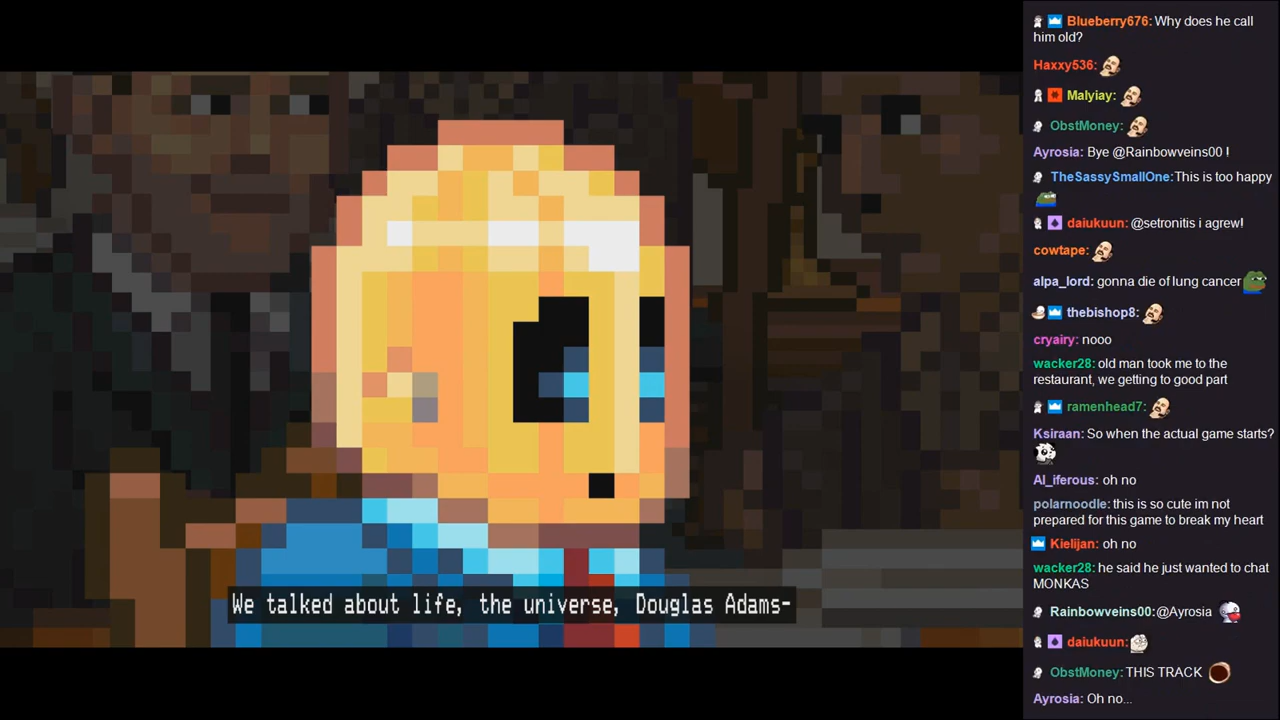 We talked about life, the universe, Douglas Adams-
Blueberry676: Why does he call
him old?
Haxxy536:
Malyiay:
ObstMoney:
Ayrosia: Bye @Rainbowveins00 !
TheSassySmallOne: This is too happy
daiukuun: @setronitis i agrew!
cowtape:
alpa_lord: gonna die of lung cancer
thebishop8:
cryairy: nooo
wacker28: old man took me to the
restaurant, we getting to good part
ramenhead7:
Ksiraan: So when the actual game starts?
Al_iferous: oh no
polarnoodle: this is so cute im not
prepared for this game to break my heart
Kielijan: oh no
wacker28: he said he just wanted to chat
MONKAS
Rainbowveins00: @Ayrosia
daiukuun:
ObstMoney: THIS TRACK
Ayrosia: Oh no...